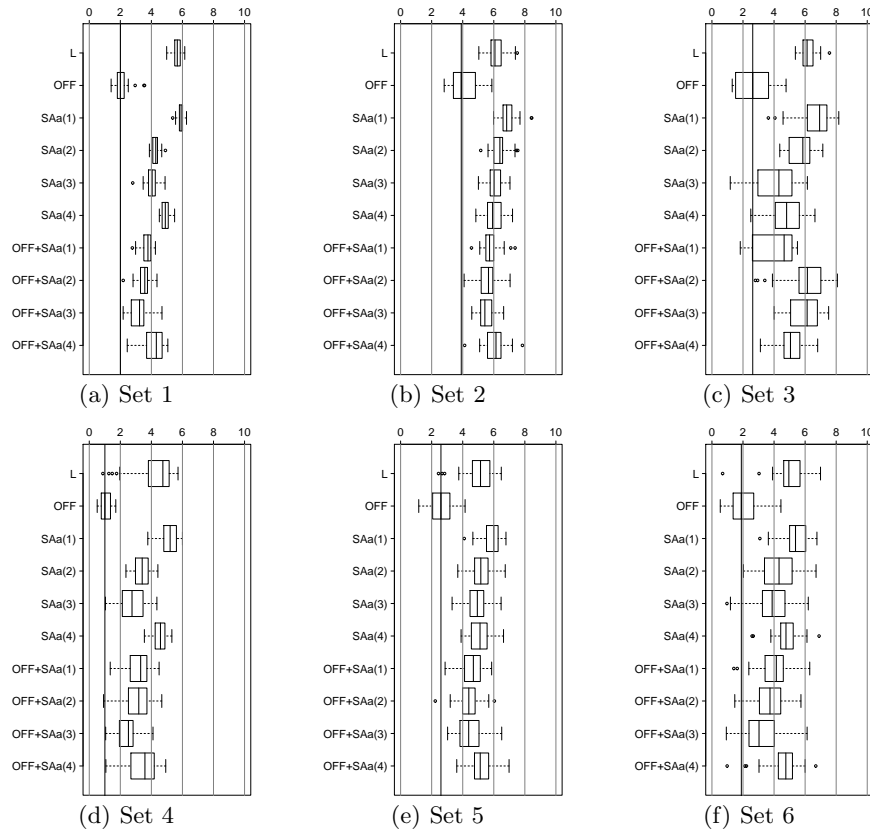 0 2 4 6 8 10
L
OFF
SAa(1)
SAa(2)
SAa(3)
SAa(4)
OFF+SAa(1)
OFF+SAa(2)
OFF+SAa(3)
OFF+SAa(4)
(a) Set 1
0 2 4 6 8 10
L
OFF
SAa(1)
SAa(2)
SAa(3)
SAa(4)
OFF+SAa(1)
OFF+SAa(2)
OFF+SAa(3)
OFF+SAa(4)
(b) Set 2
0 2 4 6 8 10
L
OFF
SAa(1)
SAa(2)
SAa(3)
SAa(4)
OFF+SAa(1)
OFF+SAa(2)
OFF+SAa(3)
OFF+SAa(4)
(c) Set 3
0 2 4 6 8 10
L
OFF
SAa(1)
SAa(2)
SAa(3)
SAa(4)
OFF+SAa(1)
OFF+SAa(2)
OFF+SAa(3)
OFF+SAa(4)
(d) Set 4
0 2 4 6 8 10
L
OFF
SAa(1)
SAa(2)
SAa(3)
SAa(4)
OFF+SAa(1)
OFF+SAa(2)
OFF+SAa(3)
OFF+SAa(4)
(e) Set 5
0 2 4 6 8 10
L
OFF
SAa(1)
SAa(2)
SAa(3)
SAa(4)
OFF+SAa(1)
OFF+SAa(2)
OFF+SAa(3)
OFF+SAa(4)
(f) Set 6